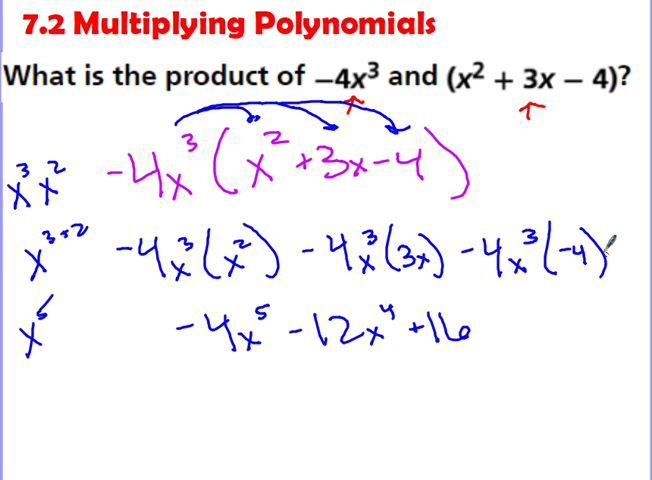 7.2 Multiplying Polynomials
What is the product of −4x³ and (x² + 3x − 4)?
-4x³(x²+3x-4)
x³x²
x³⁺² -4x³(x²) - 4x³(3x) - 4x³(-4)
x⁵ -4x⁵ -12x⁴ +16